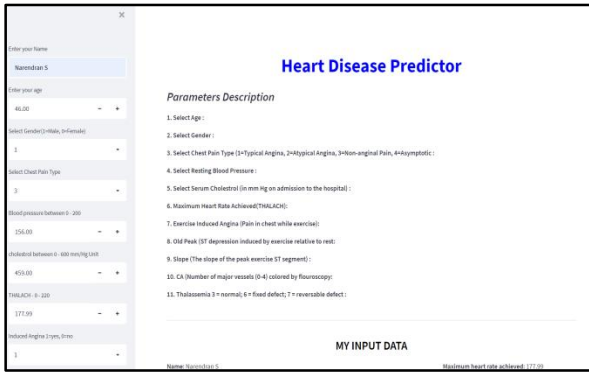 ×
Enter your Name
Narendran S
Enter your age
46.00
- +
Select Gender(1=Male, 0=Female)
1
Select Chest Pain Type
3
Blood pressure between 0 - 200
156.00
- +
cholestrol between 0 - 600 mm/Hg Unit
459.00
- +
THALACH - 0 - 220
177.99
- +
Induced Angina 1:yes, 0:no
1
Heart Disease Predictor
Parameters Description
1. Select Age :
2. Select Gender :
3. Select Chest Pain Type (1=Typical Angina, 2=Atypical Angina, 3=Non-anginal Pain, 4=Asymptotic :
4. Select Resting Blood Pressure :
5. Select Serum Cholestrol (in mm Hg on admission to the hospital) :
6. Maximum Heart Rate Achieved(THALACH):
7. Exercise Induced Angina (Pain in chest while exercise):
8. Old Peak (ST depression induced by exercise relative to rest:
9. Slope (The slope of the peak exercise ST segment) :
10. CA (Number of major vessels (0-4) colored by flouroscopy:
11. Thalassemia 3 = normal; 6 = fixed defect; 7 = reversable defect :
MY INPUT DATA
Name: Narendran S
Maximum heart rate achieved: 177.99